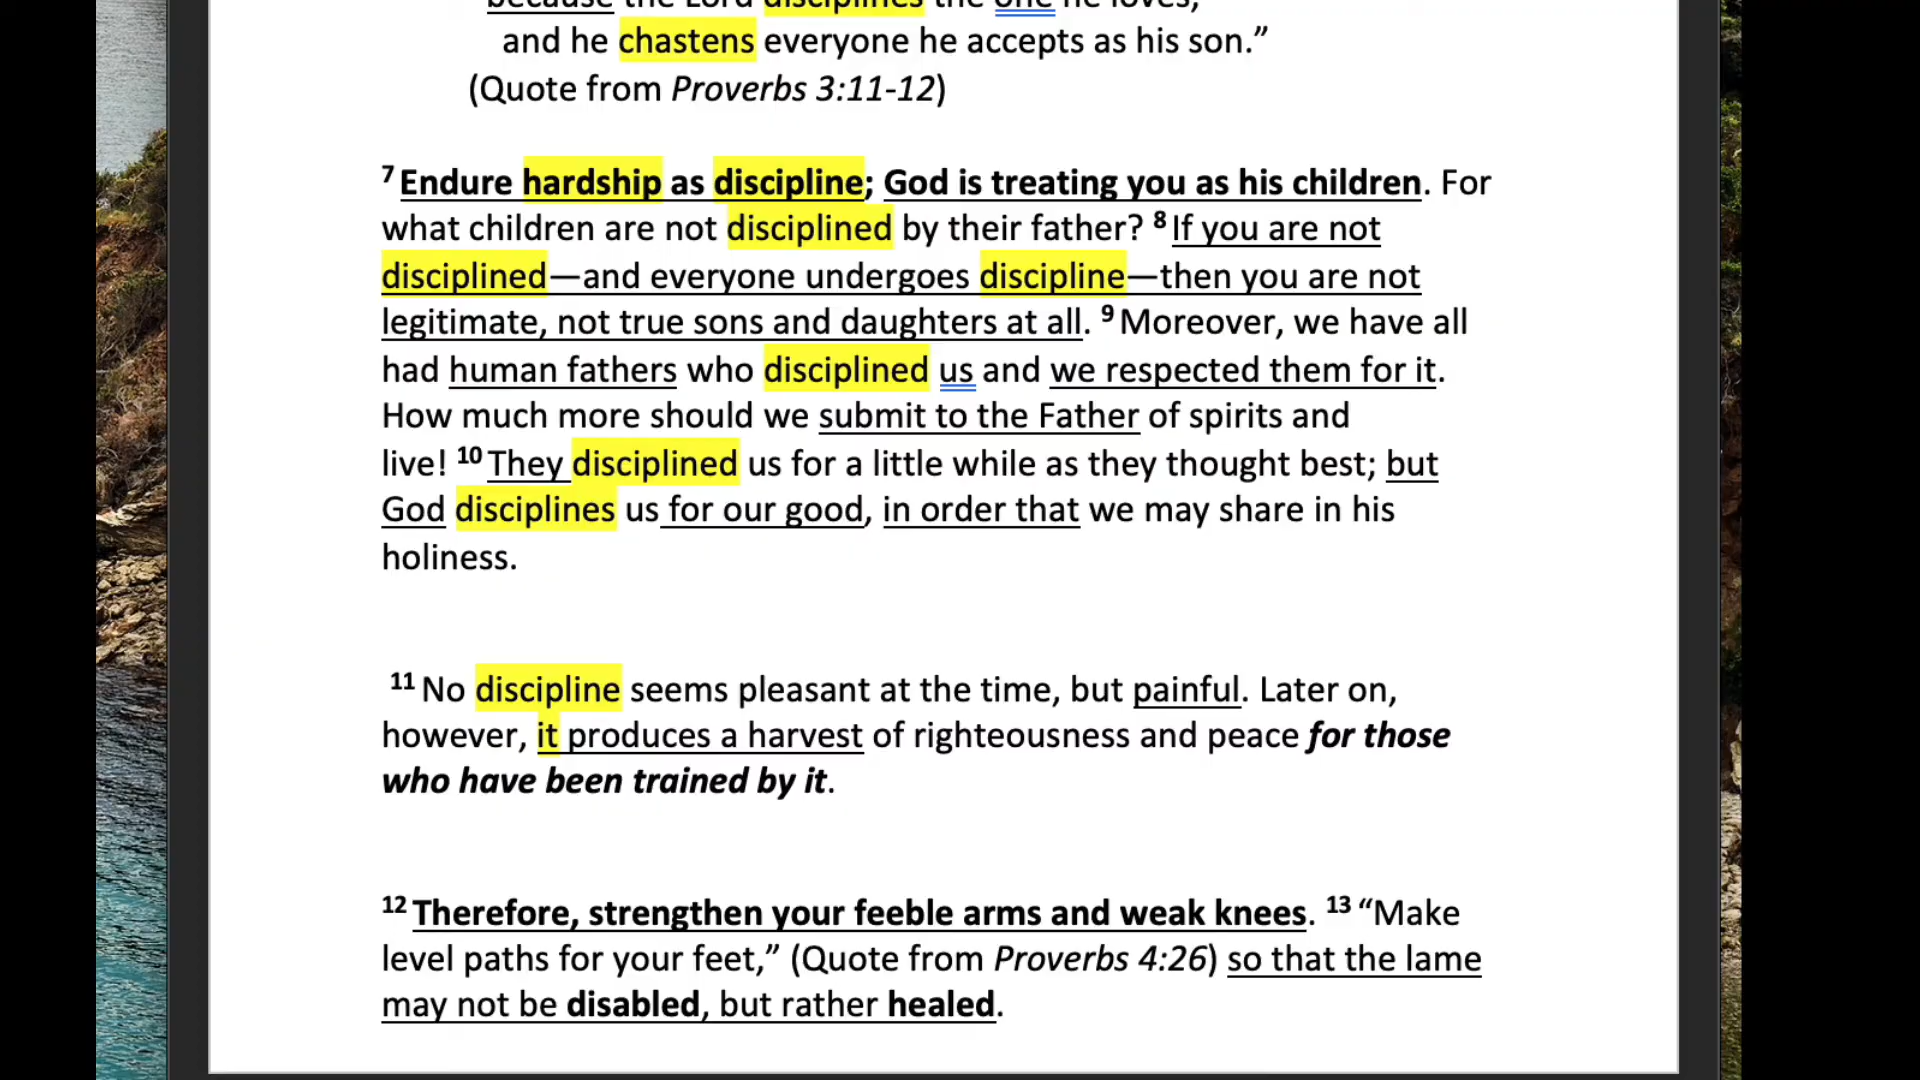 because the Lord disciplines the one he loves,
and he chastens everyone he accepts as his son.”
(Quote from Proverbs 3:11-12)
7 Endure hardship as discipline; God is treating you as his children. For
what children are not disciplined by their father? 8 If you are not
disciplined—and everyone undergoes discipline—then you are not
legitimate, not true sons and daughters at all. 9 Moreover, we have all
had human fathers who disciplined us and we respected them for it.
How much more should we submit to the Father of spirits and
live! 10 They disciplined us for a little while as they thought best; but
God disciplines us for our good, in order that we may share in his
holiness.
11 No discipline seems pleasant at the time, but painful. Later on,
however, it produces a harvest of righteousness and peace for those
who have been trained by it.
12 Therefore, strengthen your feeble arms and weak knees. 13 “Make
level paths for your feet,” (Quote from Proverbs 4:26) so that the lame
may not be disabled, but rather healed.